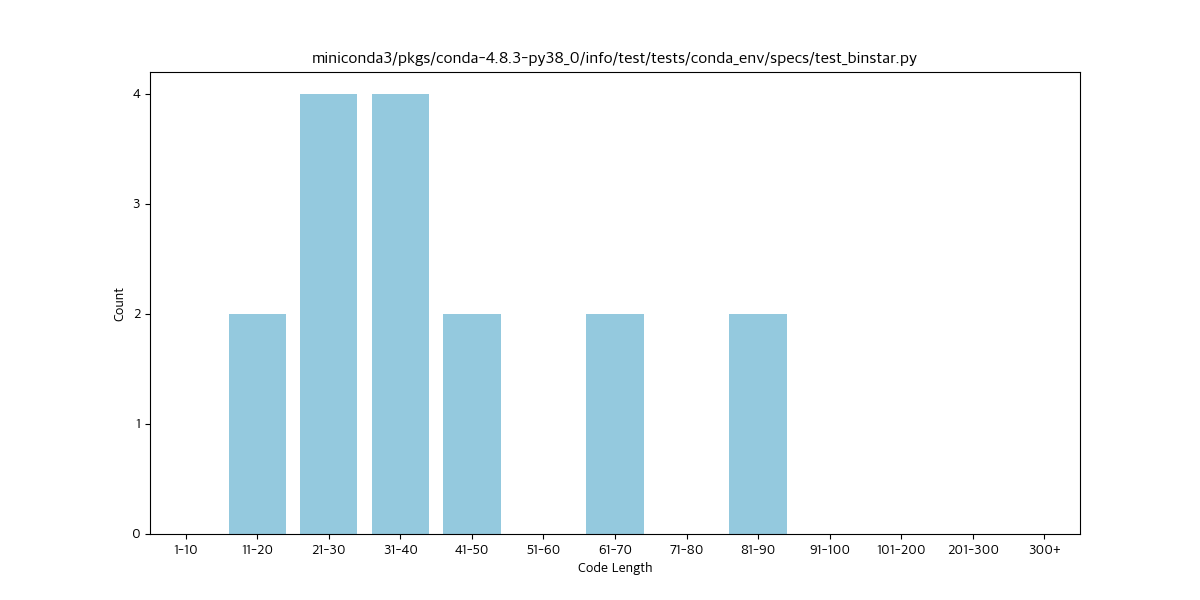 miniconda3/pkgs/conda-4.8.3-py38_0/info/test/tests/conda_env/specs/test_binstar.py
4
3
2
1
0
Count
1-10 11-20 21-30 31-40 41-50 51-60 61-70 71-80 81-90 91-100 101-200 201-300 300+
Code Length